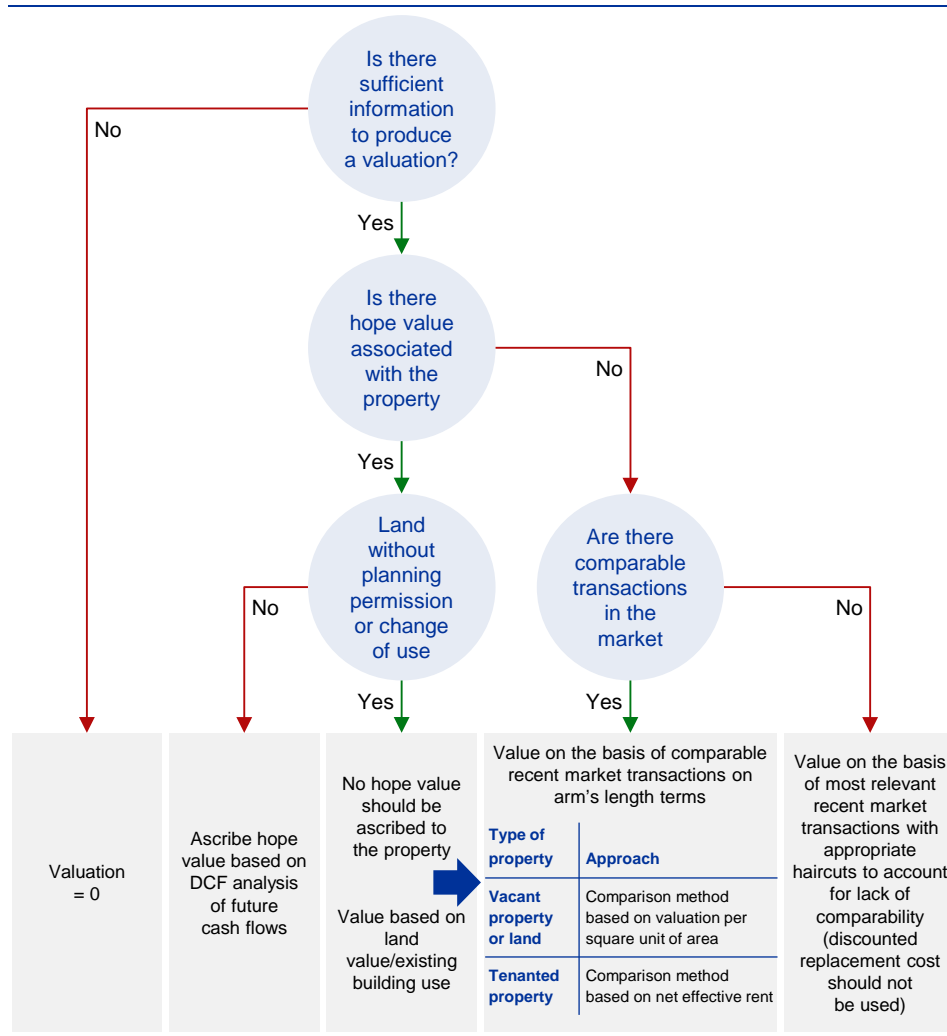 Is there
sufficient
information
to produce
a valuation?
No
Yes
Is there
hope value
associated
with the
property
No
Yes
Land
without
planning
permission
or change
of use
Are there
comparable
transactions
in the
market
No
No
Yes
Yes
Valuation
= 0
Ascribe hope
value based on
DCF analysis
of future
cash flows
No hope value
should be
ascribed to
the property
Value based on
land
value/existing
building use
Value on the basis of comparable
recent market transactions on
arm's length terms
Type of
property
Approach
Vacant
property
or land
Comparison method
based on valuation per
square unit of area
Tenanted
property
Comparison method
based on net effective rent
Value on the basis
of most relevant
recent market
transactions with
appropriate
haircuts to account
for lack of
comparability
(discounted
replacement cost
should not
be used)